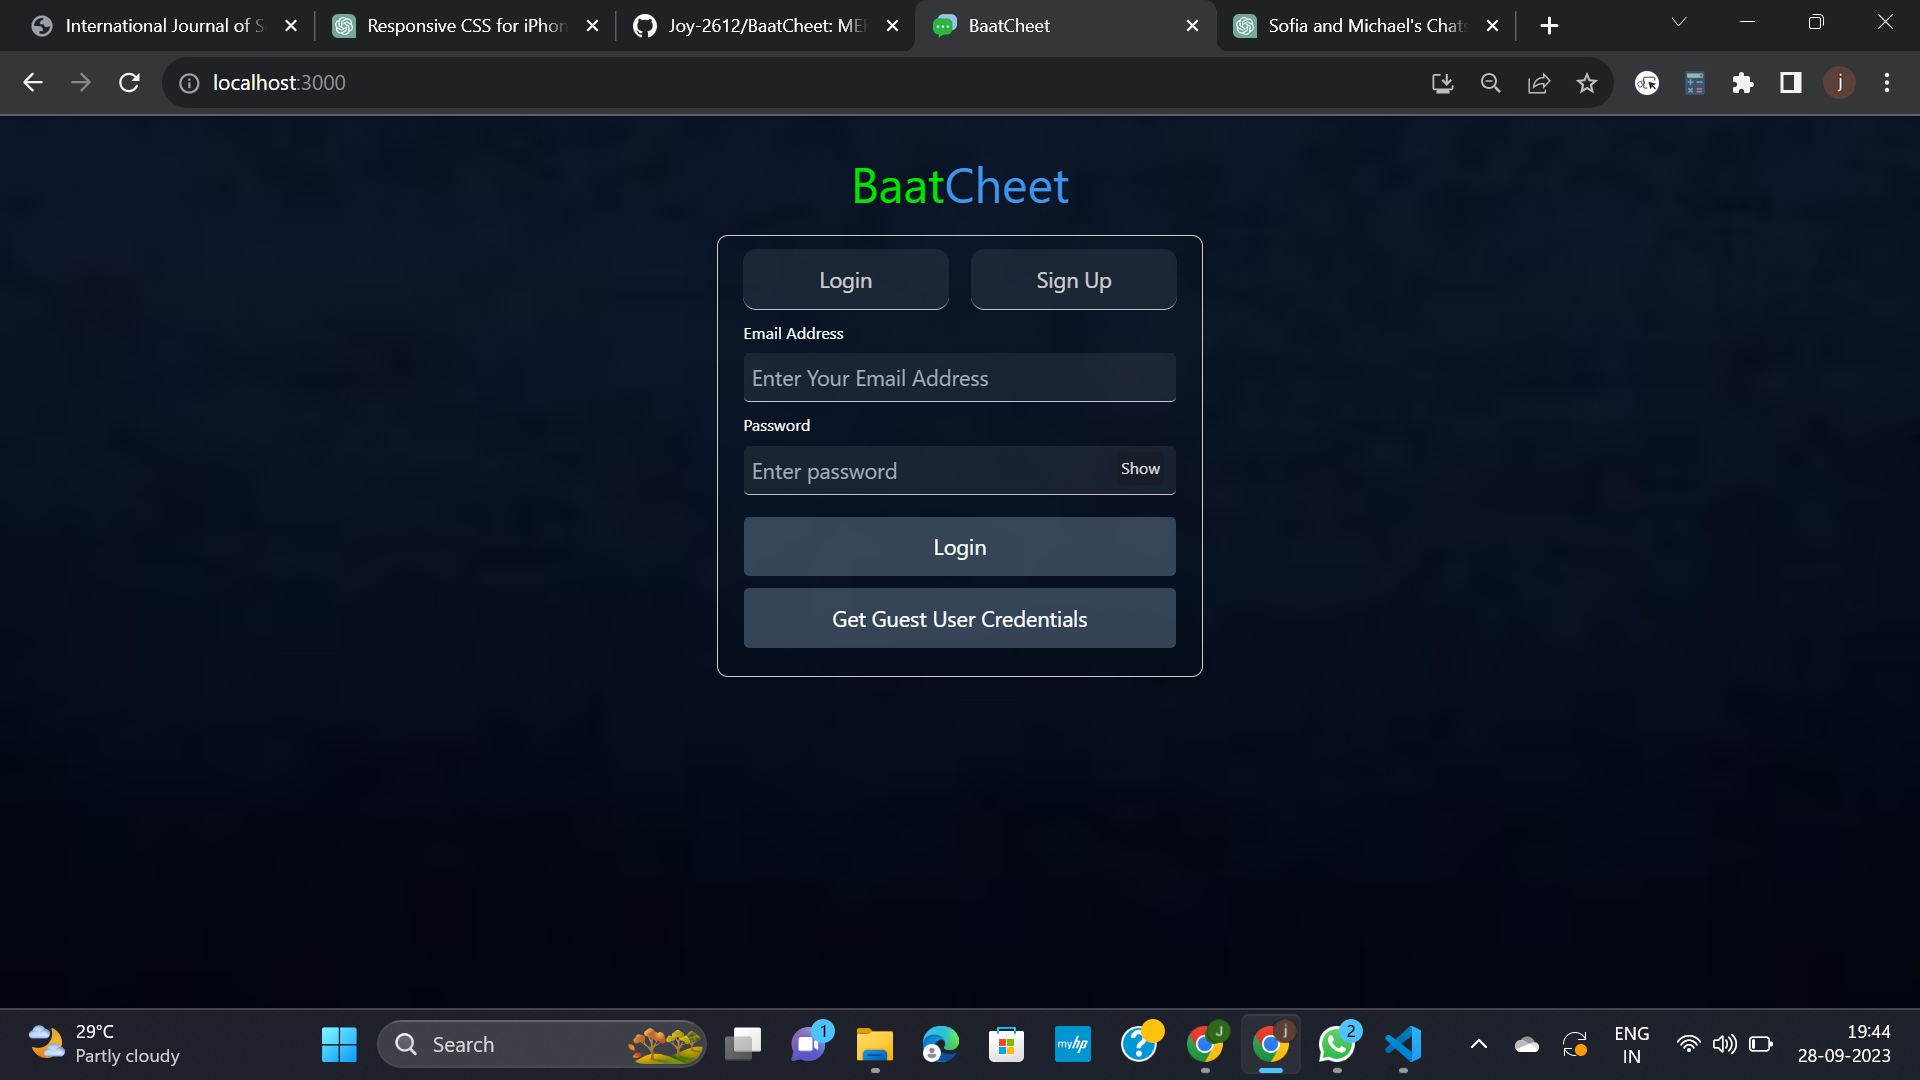 International Journal of S
Responsive CSS for iPhon
Joy-2612/BaatCheet: ME
BaatCheet
Sofia and Michael's Chat
localhost:3000
j
BaatCheet
Login
Sign Up
Email Address
Enter Your Email Address
Password
Enter password
Show
Login
Get Guest User Credentials
29°C
Partly cloudy
Search
1
myhp
?
J
j
2
ENG
IN
19:44
28-09-2023